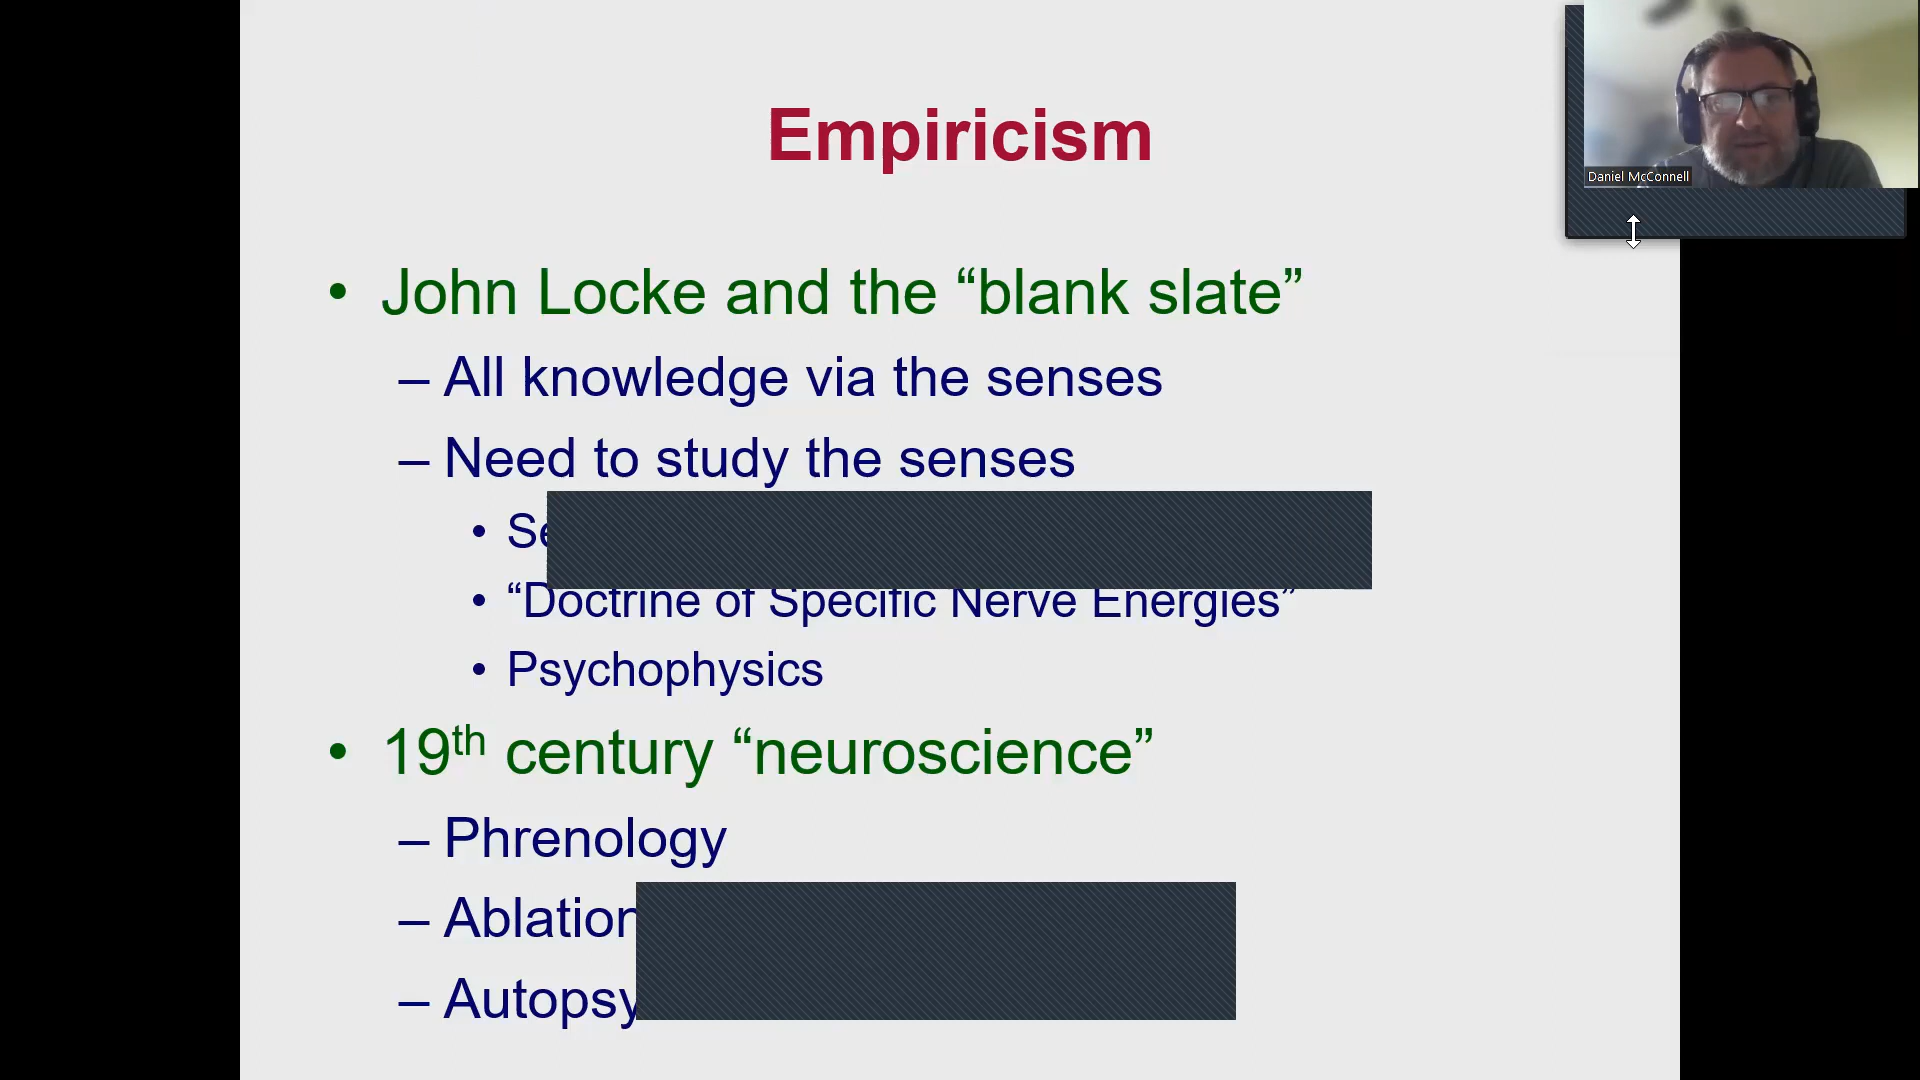 Empiricism
Daniel McConnell
• John Locke and the “blank slate”
– All knowledge via the senses
– Need to study the senses
• “Doctrine of Specific Nerve Energies”
• Psychophysics
• 19th century “neuroscience”
– Phrenology
– Ablation
– Autopsy